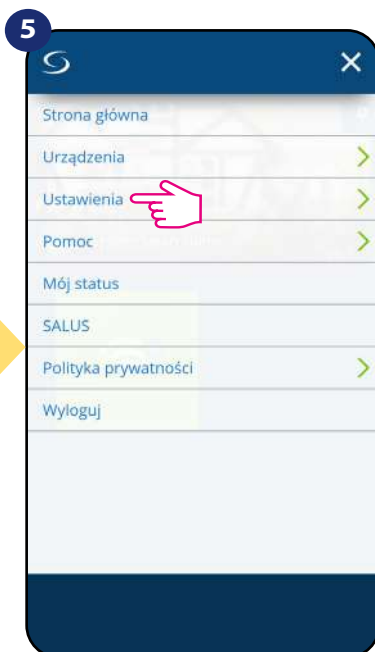 5
Strona główna
Urządzenia
Ustawienia
Pomoc
Mój status
SALUS
Polityka prywatności
Wyloguj